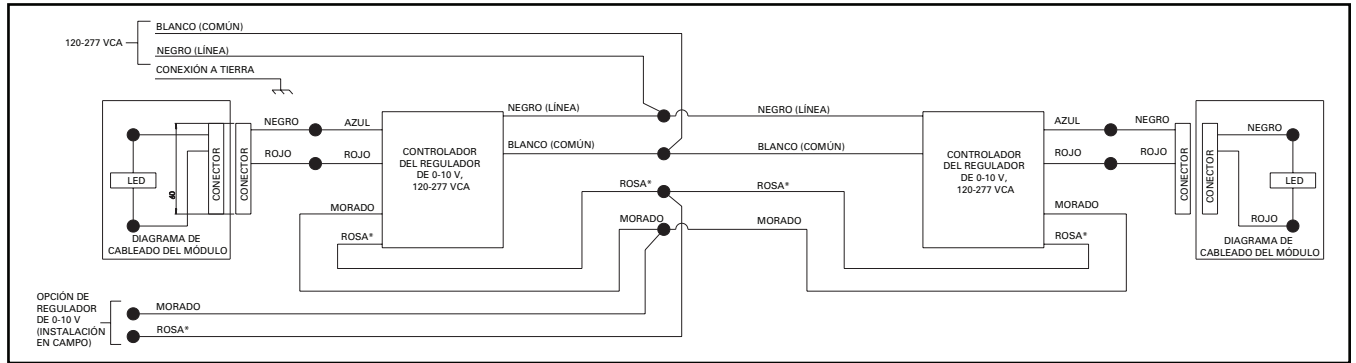 BLANCO (COMÚN)
120-277 VCA
NEGRO (LÍNEA)
CONEXIÓN A TIERRA
NEGRO
AZUL
ROJO
ROJO
CONECTOR
CONECTOR
LED
60
DIAGRAMA DE
CABLEADO DEL MÓDULO
CONTROLADOR
DEL REGULADOR
DE 0-10 V,
120-277 VCA
NEGRO (LÍNEA)
BLANCO (COMÚN)
MORADO
ROSA*
ROSA*
MORADO
NEGRO (LÍNEA)
BLANCO (COMÚN)
ROSA*
MORADO
CONTROLADOR
DEL REGULADOR
DE 0-10 V,
120-277 VCA
AZUL
NEGRO
ROJO
ROJO
MORADO
ROSA*
CONECTOR
CONECTOR
NEGRO
LED
ROJO
DIAGRAMA DE
CABLEADO DEL MÓDULO
OPCIÓN DE
REGULADOR
DE 0-10 V
(INSTALACIÓN
EN CAMPO)
MORADO
ROSA*